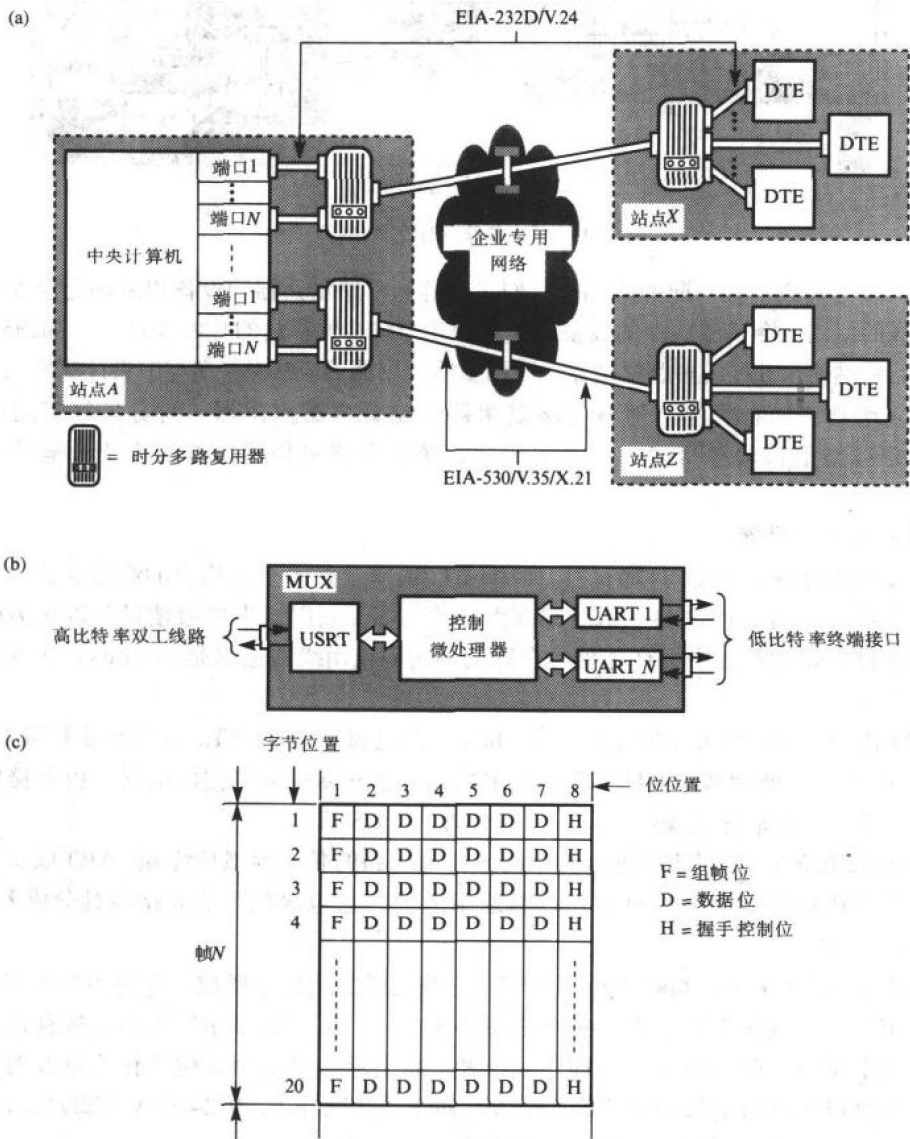 (a)
EIA-232D/V.24
DTE
DTE
DTE
站点X
端口1
端口N
中央计算机
端口1
端口N
站点A
企业专用
网络
DTE
DTE
DTE
站点Z
= 时分多路复用器
EIA-530/V.35/X.21
(b)
MUX
高比特率双工线路
USRT
控制
微处理器
UART 1
UART N
低比特率终端接口
(c)
字节位置
1 2 3 4 5 6 7 8
位位置
1 F D D D D D D H
2 F D D D D D D H
3 F D D D D D D H
4 F D D D D D D H
帧N
20 F D D D D D D H
F = 组帧位
D = 数据位
H = 握手控制位